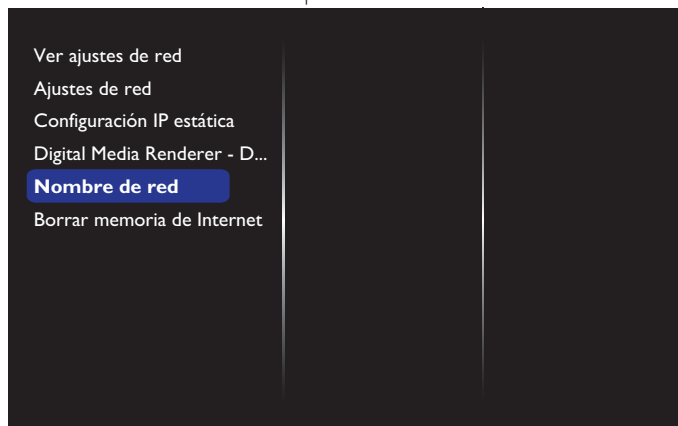 Ver ajustes de red
Ajustes de red
Configuración IP estática
Digital Media Renderer - D...
Nombre de red
Borrar memoria de Internet